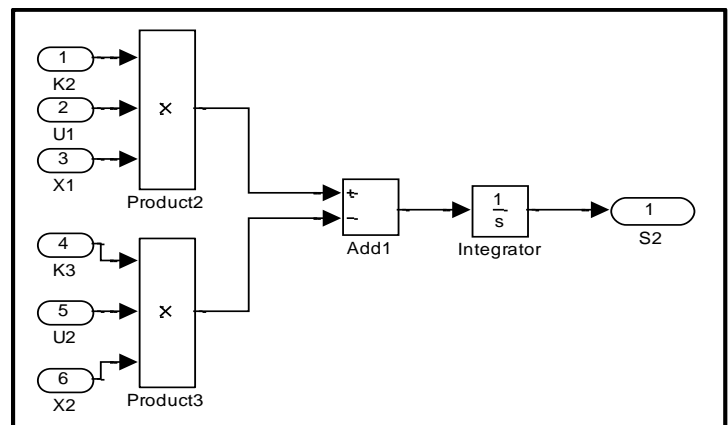 1
K2
2
U1
3
X1
×
Product2
4
K3
5
U2
6
X2
×
Product3
+
−
Add1
1
s
Integrator
1
S2